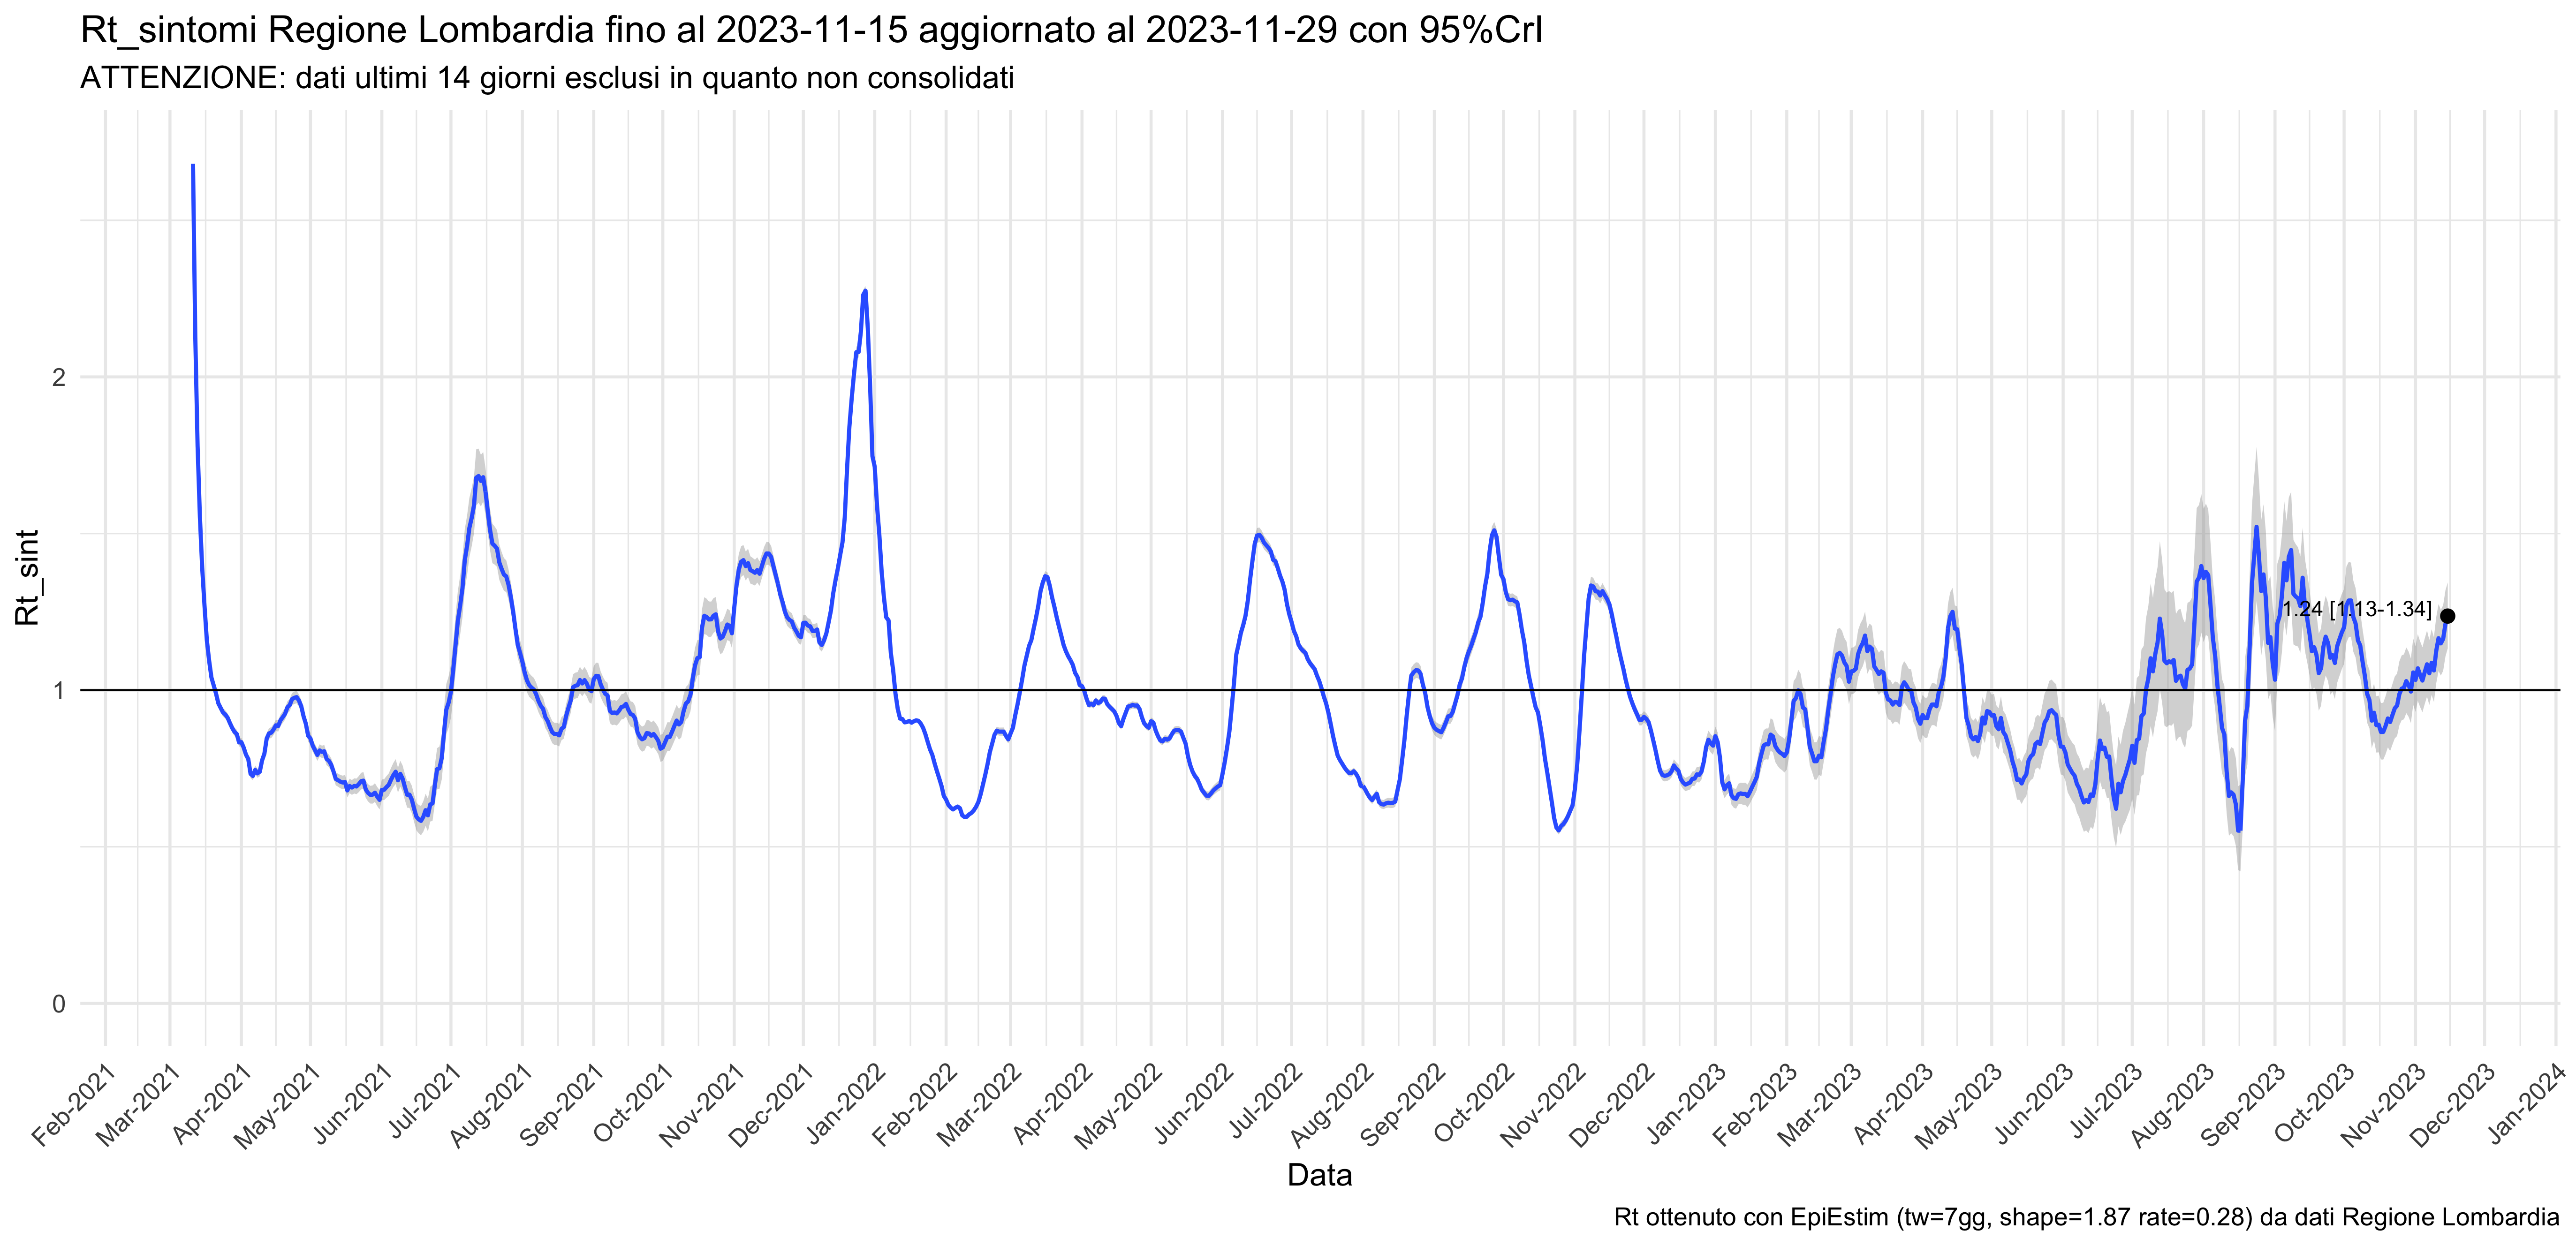 Rt_sintomi Regione Lombardia fino al 2023-11-15 aggiornato al 2023-11-29 con 95%CrI
ATTENZIONE: dati ultimi 14 giorni esclusi in quanto non consolidati
Rt_sint
2
1
0
1.24 [1.13-1.34]
Feb-2021
Mar-2021
Apr-2021
May-2021
Jun-2021
Jul-2021
Aug-2021
Sep-2021
Oct-2021
Nov-2021
Dec-2021
Jan-2022
Feb-2022
Mar-2022
Apr-2022
May-2022
Jun-2022
Jul-2022
Aug-2022
Sep-2022
Oct-2022
Nov-2022
Dec-2022
Jan-2023
Feb-2023
Mar-2023
Apr-2023
May-2023
Jun-2023
Jul-2023
Aug-2023
Sep-2023
Oct-2023
Nov-2023
Dec-2023
Jan-2024
Data
Rt ottenuto con EpiEstim (tw=7gg, shape=1.87 rate=0.28) da dati Regione Lombardia